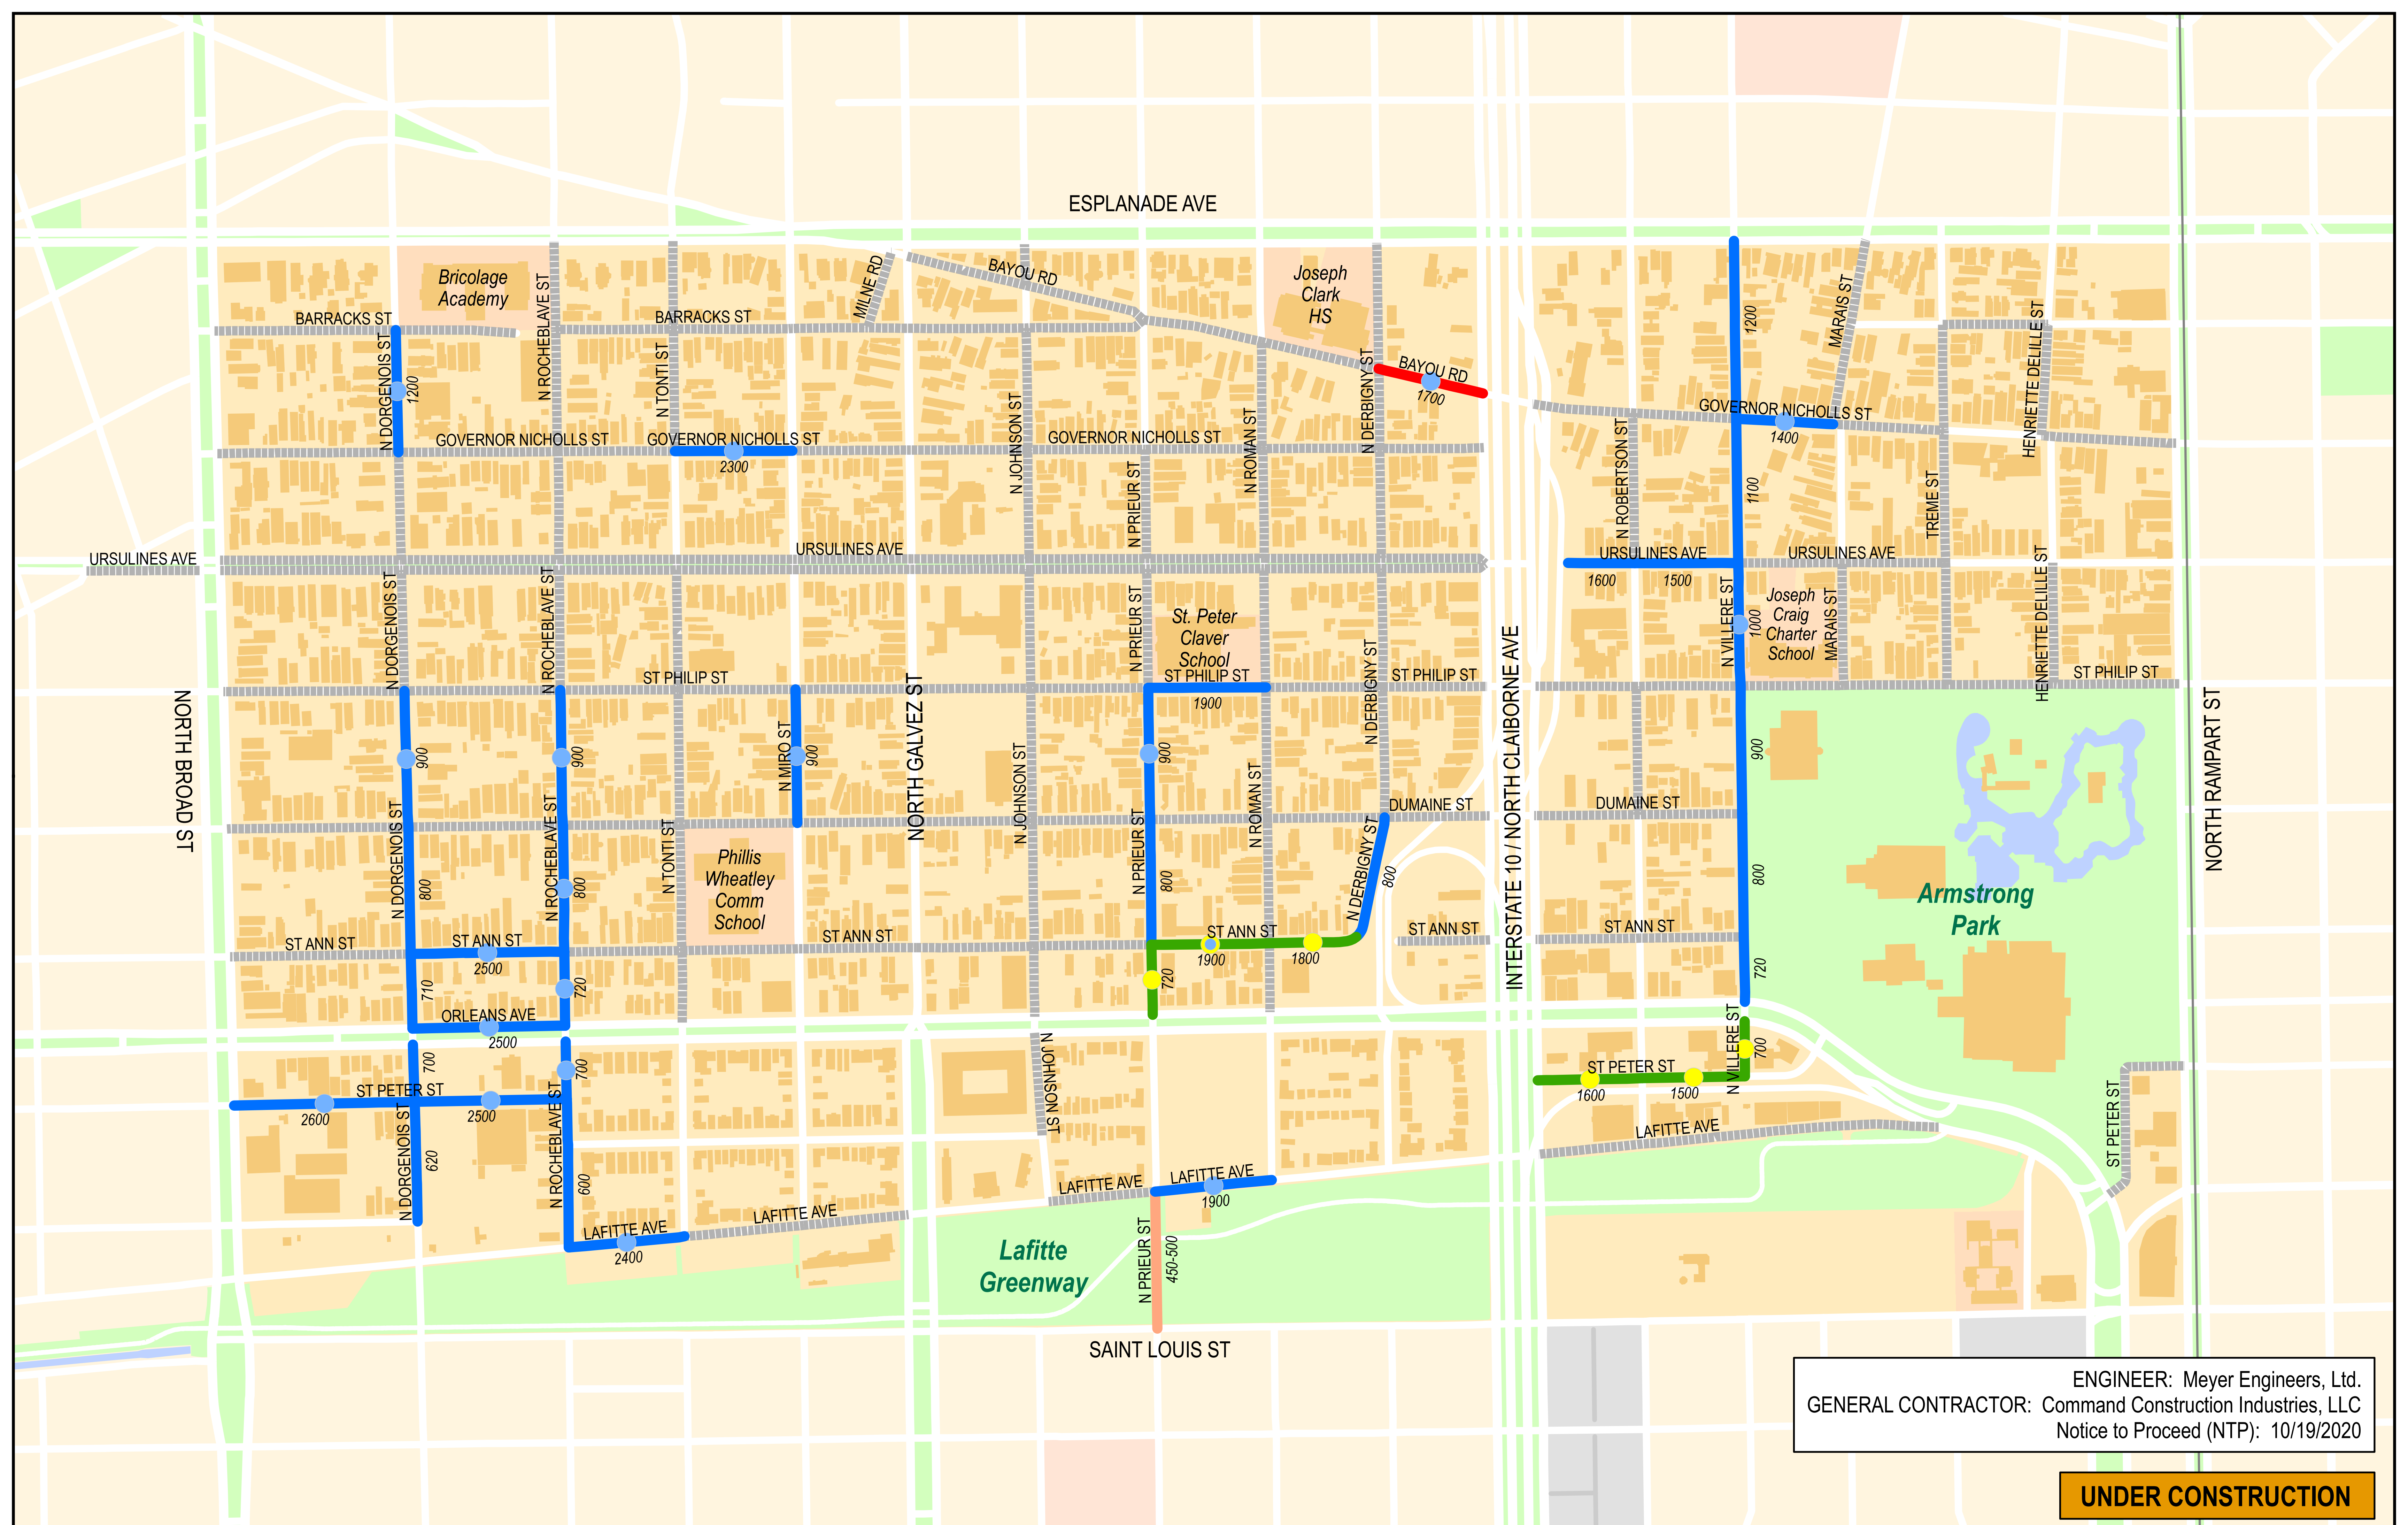 ESPLANADE AVE
Bricolage
Academy
N ROCHEBLAVE ST
MILNE RD
BAYOU RD
Joseph
Clark
HS
BARRACKS ST
BARRACKS ST
N DORGENOIS ST
1200
N TONTI ST
N JOHNSON ST
N ROMAN ST
N DERBIGNY ST
BAYOU RD
1700
1200
MARAIS ST
HENRIETTE DELILLE ST
GOVERNOR NICHOLLS ST
GOVERNOR NICHOLLS ST
2300
GOVERNOR NICHOLLS ST
GOVERNOR NICHOLLS ST
1400
N PRIEUR ST
N ROBERTSON ST
1100
TREME ST
URSULINES AVE
URSULINES AVE
URSULINES AVE
1600
1500
URSULINES AVE
N DORGENOIS ST
N ROCHEBLAVE ST
N PRIEUR ST
St. Peter
Claver
School
N DERBIGNY ST
N VILLERE ST
1000
Joseph
Craig
Charter
School
MARAIS ST
HENRIETTE DELILLE ST
ST PHILIP ST
ST PHILIP ST
1900
ST PHILIP ST
ST PHILIP ST
NORTH BROAD ST
900
900
N MIRO ST
900
NORTH GALVEZ ST
N JOHNSON ST
900
N ROMAN ST
INTERSTATE 10 / NORTH CLAIBORNE AVE
900
NORTH RAMPART ST
DUMAINE ST
DUMAINE ST
N DORGENOIS ST
800
N ROCHEBLAVE ST
800
N TONTI ST
Phillis
Wheatley
Comm
School
N PRIEUR ST
800
N DERBIGNY ST
800
800
Armstrong
Park
ST ANN ST
ST ANN ST
2500
ST ANN ST
ST ANN ST
1900
1800
ST ANN ST
ST ANN ST
710
720
720
720
ORLEANS AVE
2500
700
700
N JOHNSON ST
N VILLERE ST
700
ST PETER ST
2600
2500
ST PETER ST
1600
1500
N DORGENOIS ST
620
N ROCHEBLAVE ST
600
LAFITTE AVE
ST PETER ST
LAFITTE AVE
2400
LAFITTE AVE
LAFITTE AVE
LAFITTE AVE
1900
N PRIEUR ST
450-500
Lafitte
Greenway
SAINT LOUIS ST
ENGINEER: Meyer Engineers, Ltd.
GENERAL CONTRACTOR: Command Construction Industries, LLC
Notice to Proceed (NTP): 10/19/2020
UNDER CONSTRUCTION